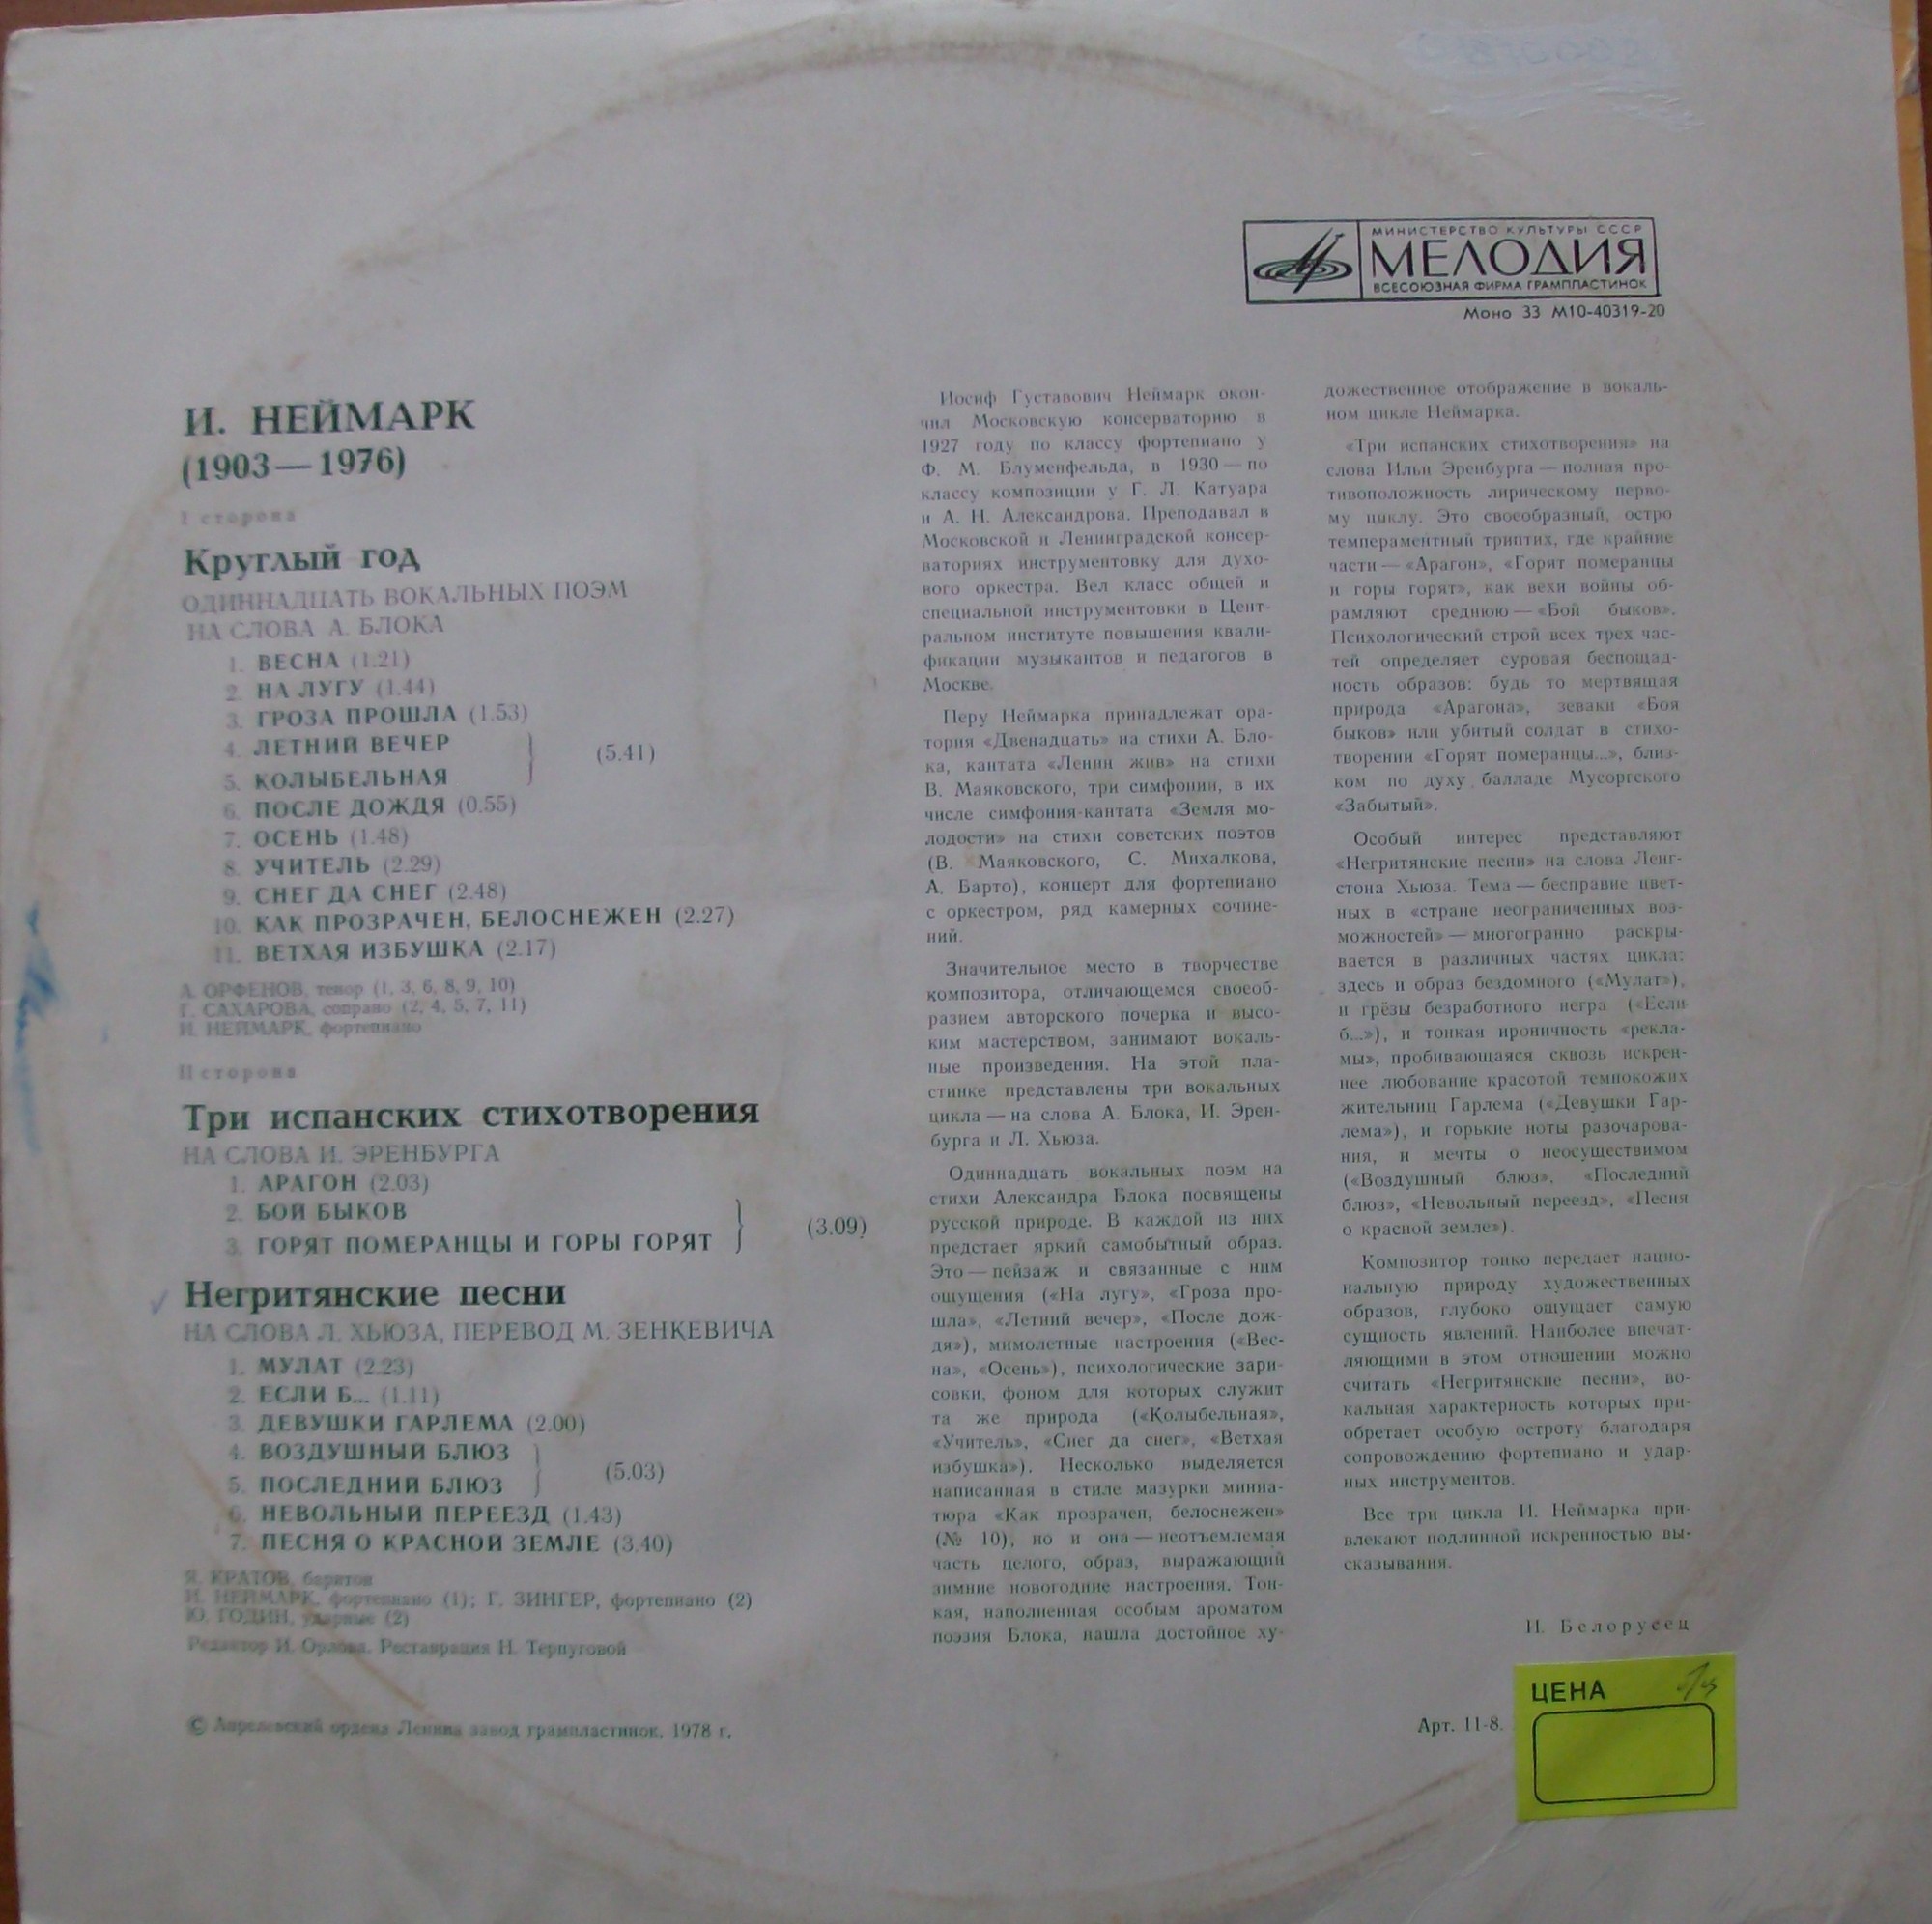 МИНИСТЕРСТВО КУЛЬТУРЫ СССР
МЕЛОДИЯ
ВСЕСОЮЗНАЯ ФИРМА ГРАМПЛАСТИНОК
Моно 33 М10-40319-20
И. НЕЙМАРК
(1903—1976)
I сторона
Круглый год
ОДИННАДЦАТЬ ВОКАЛЬНЫХ ПОЭМ
НА СЛОВА А. БЛОКА
1. ВЕСНА (1.21)
2. НА ЛУГУ (1.44)
3. ГРОЗА ПРОШЛА (1.53)
4. ЛЕТНИЙ ВЕЧЕР
5. КОЛЫБЕЛЬНАЯ
(5.41)
6. ПОСЛЕ ДОЖДЯ (0.55)
7. ОСЕНЬ (1.48)
8. УЧИТЕЛЬ (2.29)
9. СНЕГ ДА СНЕГ (2.48)
10. КАК ПРОЗРАЧЕН, БЕЛОСНЕЖЕН (2.27)
11. ВЕТХАЯ ИЗБУШКА (2.17)
А. ОРФЕНОВ, тенор (1, 3, 6, 8, 9, 10)
Г. САХАРОВА, сопрано (2, 4, 5, 7, 11)
И. НЕЙМАРК, фортепиано
II сторона
Три испанских стихотворения
НА СЛОВА И. ЭРЕНБУРГА
1. АРАГОН (2.03)
2. БОЙ БЫКОВ
3. ГОРЯТ ПОМЕРАНЦЫ И ГОРЫ ГОРЯТ
(3.09)
Негритянские песни
НА СЛОВА Л. ХЬЮЗА, ПЕРЕВОД М. ЗЕНКЕВИЧА
1. МУЛАТ (2.23)
2. ЕСЛИ Б... (1.11)
3. ДЕВУШКИ ГАРЛЕМА (2.00)
4. ВОЗДУШНЫЙ БЛЮЗ
5. ПОСЛЕДНИЙ БЛЮЗ
(5.03)
6. НЕВОЛЬНЫЙ ПЕРЕЕЗД (1.43)
7. ПЕСНЯ О КРАСНОЙ ЗЕМЛЕ (3.40)
Я. КРАТОВ, баритон
И. НЕЙМАРК, фортепиано (1); Г. ЗИНГЕР, фортепиано (2)
Ю. ГОДИН, ударные (2)
Редактор И. Орлова. Реставрация Н. Терпуговой
© Апрелевский ордена Ленина завод грампластинок. 1978 г.
Иосиф Густавович Неймарк окон-
чил Московскую консерваторию в
1927 году по классу фортепиано у
Ф. М. Блуменфельда, в 1930 — по
классу композиции у Г. Л. Катуара
и А. Н. Александрова. Преподавал в
Московской и Ленинградской консер-
ваториях инструментовку для духо-
вого оркестра. Вел класс общей и
специальной инструментовки в Цент-
ральном институте повышения квали-
фикации музыкантов и педагогов в
Москве.
Перу Неймарка принадлежат ора-
тория «Двенадцать» на стихи А. Бло-
ка, кантата «Ленин жив» на стихи
В. Маяковского, три симфонии, в их
числе симфония-кантата «Земля мо-
лодости» на стихи советских поэтов
(В. Маяковского, С. Михалкова,
А. Барто), концерт для фортепиано
с оркестром, ряд камерных сочине-
ний.
Значительное место в творчестве
композитора, отличающемся своеоб-
разием авторского почерка и высо-
ким мастерством, занимают вокаль-
ные произведения. На этой пла-
стинке представлены три вокальных
цикла — на слова А. Блока, И. Эрен-
бурга и Л. Хьюза.
Одиннадцать вокальных поэм на
стихи Александра Блока посвящены
русской природе. В каждой из них
предстает яркий самобытный образ.
Это — пейзаж и связанные с ним
ощущения («На лугу», «Гроза про-
шла», «Летний вечер», «После дож-
дя»), мимолетные настроения («Вес-
на», «Осень»), психологические зари-
совки, фоном для которых служит
та же природа («Колыбельная»,
«Учитель», «Снег да снег», «Ветхая
избушка»). Несколько выделяется
написанная в стиле мазурки миниа-
тюра «Как прозрачен, белоснежен»
(№ 10), но и она — неотъемлемая
часть целого, образ, выражающий
зимние новогодние настроения. Тон-
кая, наполненная особым ароматом
поэзия Блока, нашла достойное ху-
дожественное отображение в вокаль-
ном цикле Неймарка.
«Три испанских стихотворения» на
слова Ильи Эренбурга — полная про-
тивоположность лирическому перво-
му циклу. Это своеобразный, остро
темпераментный триптих, где крайние
части — «Арагон», «Горят померанцы
и горы горят», как вехи войны об-
рамляют среднюю — «Бой быков».
Психологический строй всех трех час-
тей определяет суровая беспощад-
ность образов: будь то мертвящая
природа «Арагона», зеваки «Боя
быков» или убитый солдат в стихо-
творении «Горят померанцы...», близ-
ком по духу балладе Мусоргского
«Забытый».
Особый интерес представляют
«Негритянские песни» на слова Ленг-
стона Хьюза. Тема — бесправие цвет-
ных в «стране неограниченных воз-
можностей» — многогранно раскры-
вается в различных частях цикла:
здесь и образ бездомного («Мулат»),
и грёзы безработного негра («Если
б...»), и тонкая ироничность «рекла-
мы», пробивающаяся сквозь искрен-
нее любование красотой темнокожих
жительниц Гарлема («Девушки Гар-
лема»), и горькие ноты разочарова-
ния, и мечты о неосуществимом
(«Воздушный блюз», «Последний
блюз», «Невольный переезд», «Песня
о красной земле»).
Композитор тонко передает нацио-
нальную природу художественных
образов, глубоко ощущает самую
сущность явлений. Наиболее впечат-
ляющими в этом отношении можно
считать «Негритянские песни», во-
кальная характерность которых при-
обретает особую остроту благодаря
сопровождению фортепиано и удар-
ных инструментов.
Все три цикла И. Неймарка при-
влекают подлинной искренностью вы-
сказывания.
И. Белорусец
Арт. 11-8.
ЦЕНА